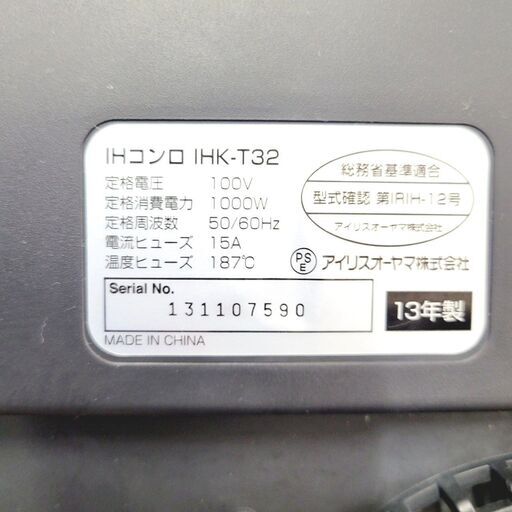 IHコンロ IHK-T32
定格電圧 100V
定格消費電力 1000W
定格周波数 50/60Hz
電流ヒューズ 15A
温度ヒューズ 187℃
総務省基準適合
型式確認 第IRIH-12号
アイリスオーヤマ株式会社
PSE アイリスオーヤマ株式会社
Serial No.
131107590
13年製
MADE IN CHINA